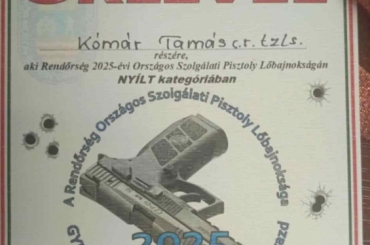 OKLEVÉL
Kómár Tamás c.r. tzls.
részére,
aki Rendőrség 2025-évi Országos Szolgálati Pisztoly Lőbajnokságán
NYÍLT kategóriában
A Rendőrség Országos Szolgálati Pisztoly Lőbajnoksága
2025